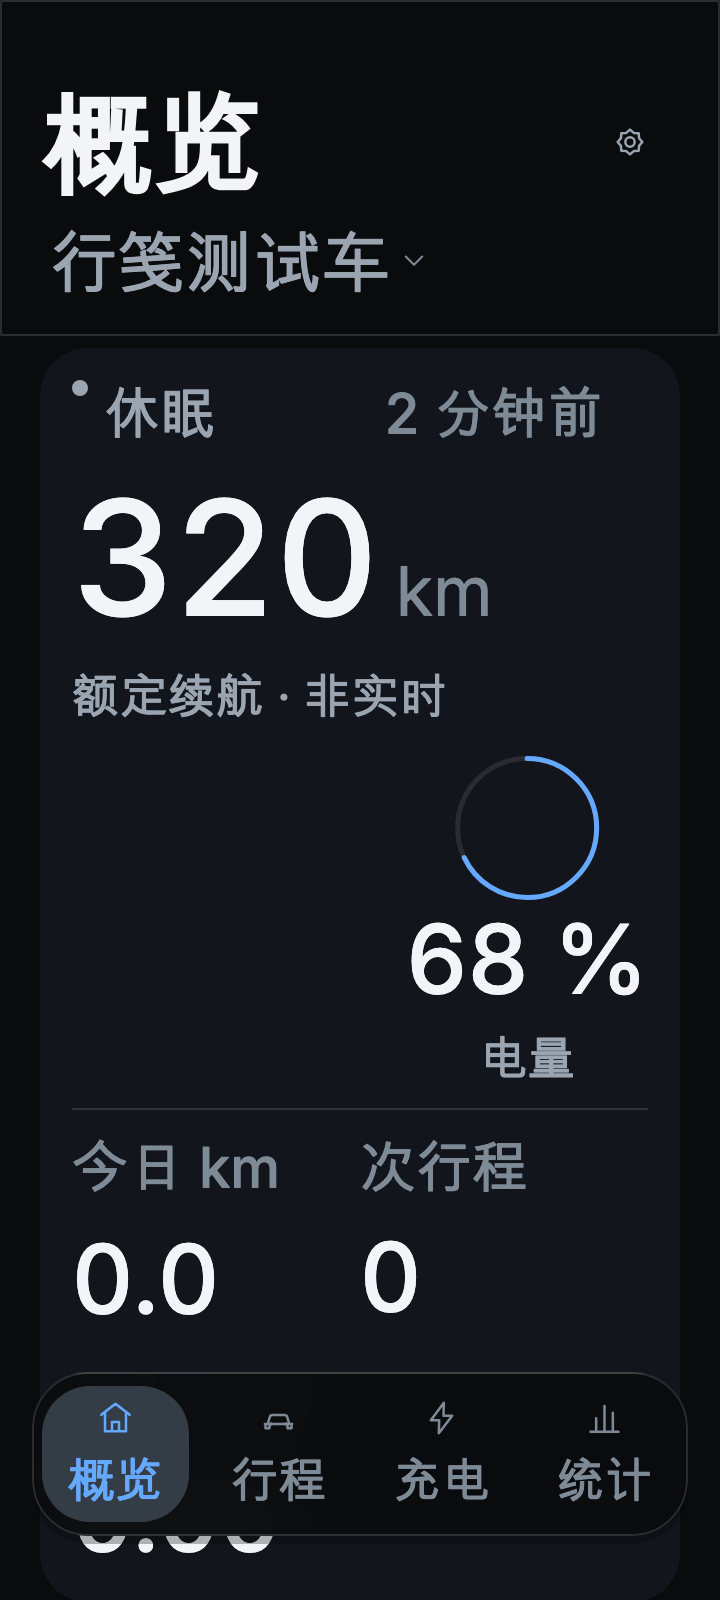 概览
行笺测试车
休眠 2 分钟前
320 km
额定续航 · 非实时
68 %
电量
今日 km 次行程
0.0 0
概览 行程 充电 统计